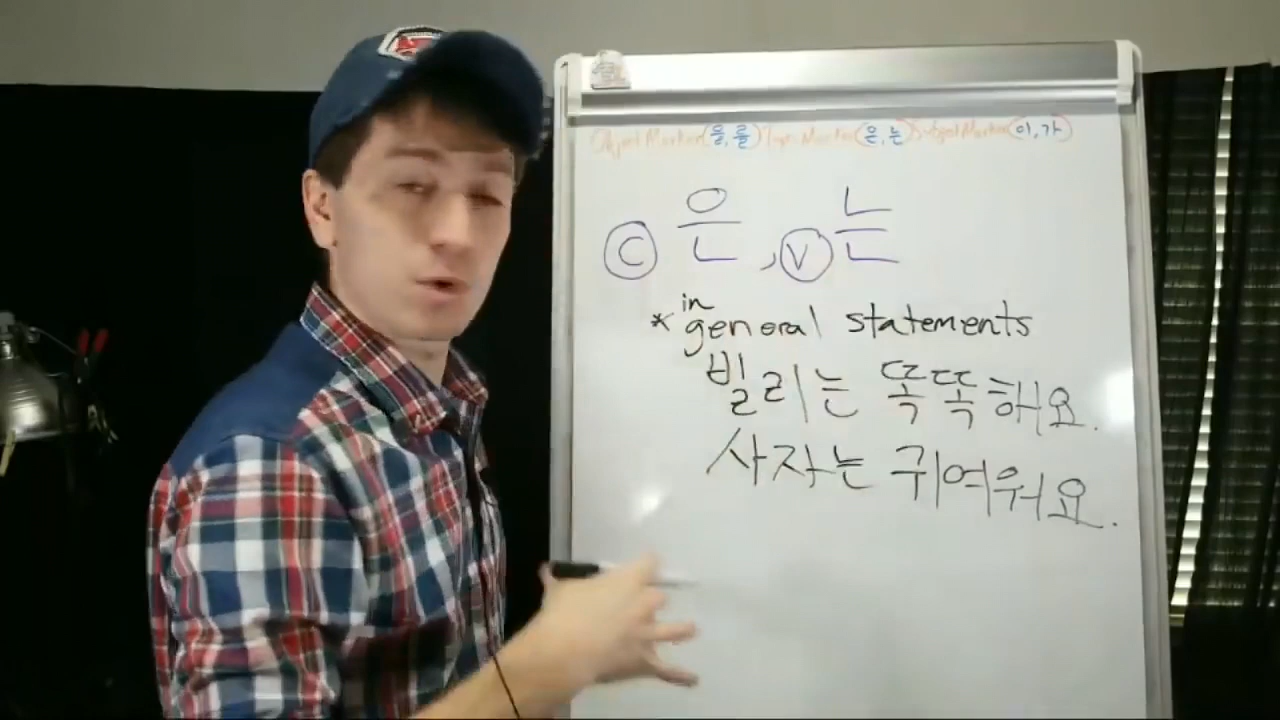 Object Marker (을,를) Topic Marker (은,는) Subject Marker (이,가)
C 은, V 는
* in general statements
빌리는 똑똑해요.
사자는 귀여워요.